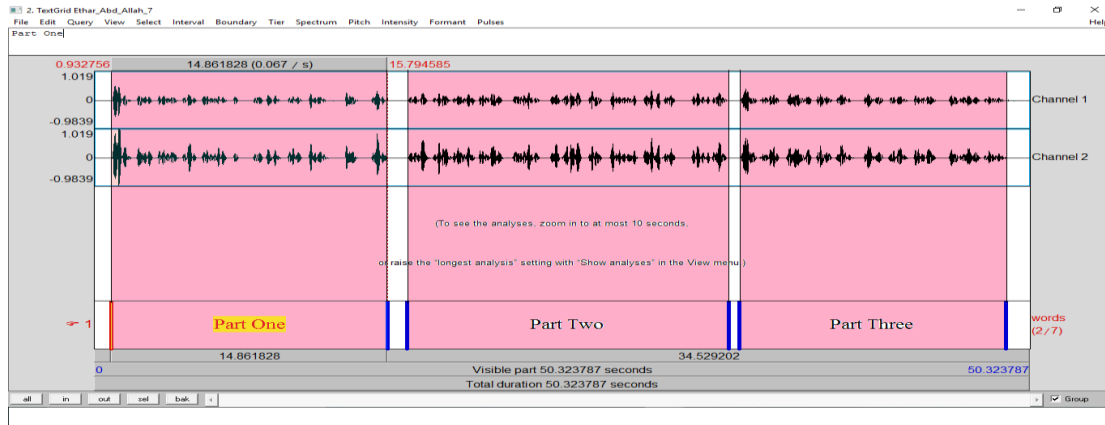 2. TextGrid Ethar_Abd_Allah_7
File Edit Query View Select Interval Boundary Tier Spectrum Pitch Intensity Formant Pulses Help
Part One
0.932756 14.861828 (0.067 / s) 15.794585
1.019
0 Channel 1
-0.9839
1.019
0 Channel 2
-0.9839
(To see the analyses, zoom in to at most 10 seconds,
or raise the "longest analysis" setting with "Show analyses" in the View menu.)
1 Part One Part Two Part Three words
(2/7)
14.861828 34.529202
0 Visible part 50.323787 seconds 50.323787
Total duration 50.323787 seconds
all in out sel bak Group